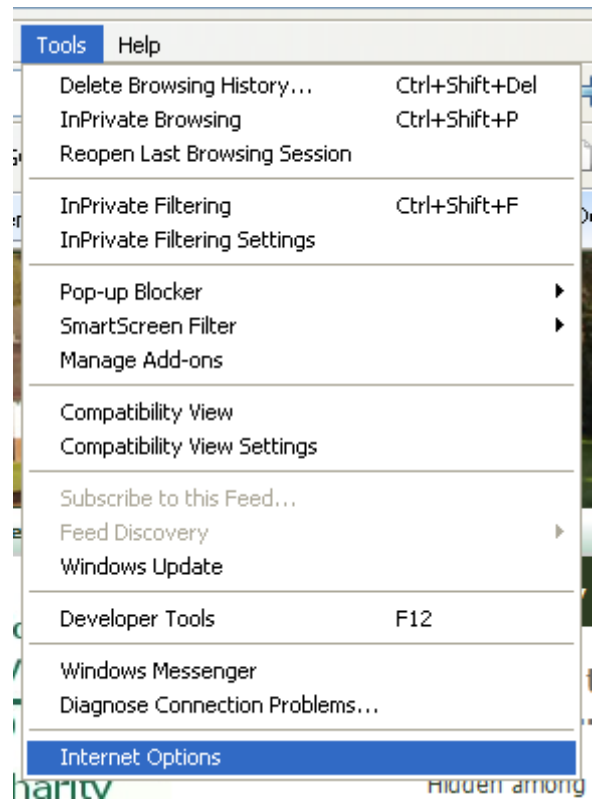 Tools Help
Delete Browsing History... Ctrl+Shift+Del
InPrivate Browsing Ctrl+Shift+P
Reopen Last Browsing Session
InPrivate Filtering Ctrl+Shift+F
InPrivate Filtering Settings
Pop-up Blocker
SmartScreen Filter
Manage Add-ons
Compatibility View
Compatibility View Settings
Subscribe to this Feed...
Feed Discovery
Windows Update
Developer Tools F12
Windows Messenger
Diagnose Connection Problems...
Internet Options
harity Hidden among